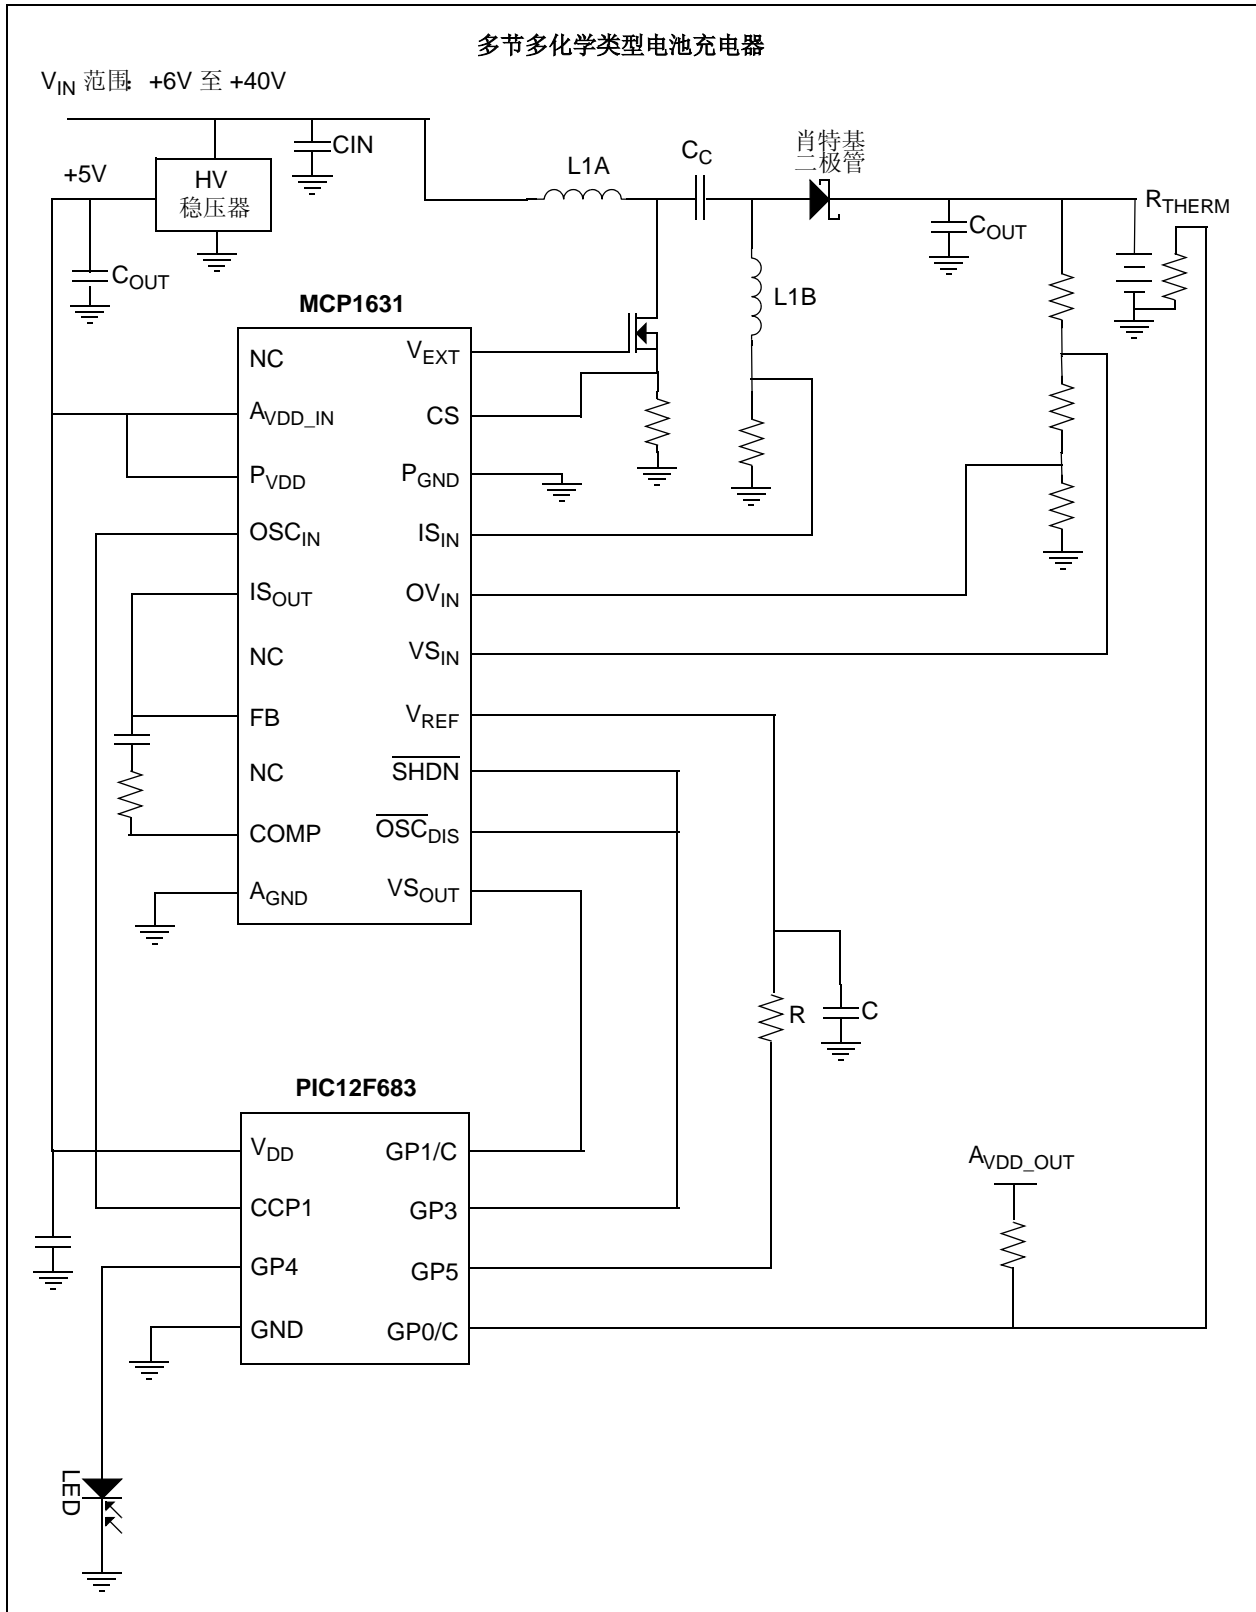 多节多化学类型电池充电器
VIN 范围: +6V 至 +40V
CIN
+5V
HV
稳压器
COUT
L1A
CC
肖特基
二极管
COUT
RTHERM
L1B
MCP1631
NC
AVDD_IN
PVDD
OSCIN
ISOUT
NC
FB
NC
COMP
AGND
VEXT
CS
PGND
ISIN
OVIN
VSIN
VREF
SHDN
OSCDIS
VSOUT
R
C
PIC12F683
VDD
CCP1
GP4
GND
GP1/C
GP3
GP5
GP0/C
AVDD_OUT
LED